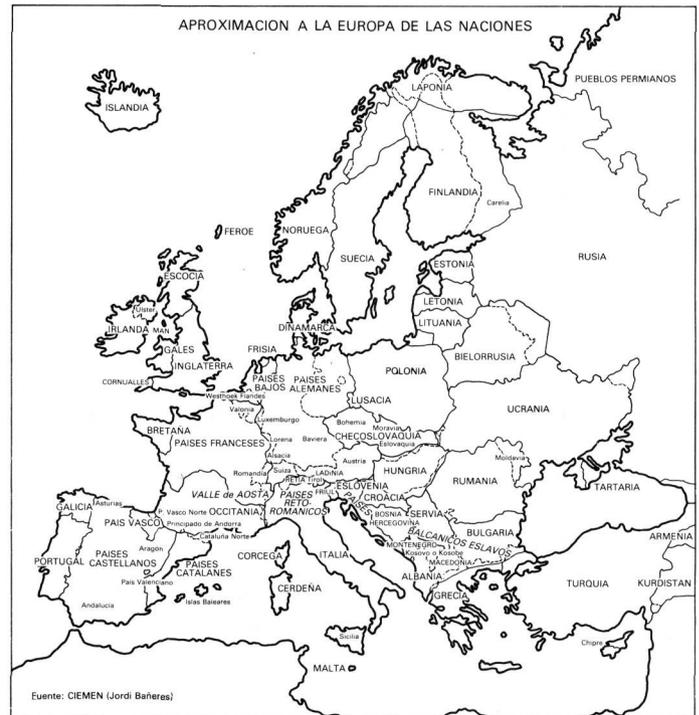 APROXIMACION A LA EUROPA DE LAS NACIONES
PUEBLOS PERMIANOS
LAPONIA
ISLANDIA
FINLANDIA
Carelia
FEROE
NORUEGA
SUECIA
RUSIA
ESTONIA
ESCOCIA
LETONIA
Ulster
LITUANIA
IRLANDA
MAN
DINAMARCA
GALES
FRISIA
BIELORRUSIA
INGLATERRA
POLONIA
CORNUALLES
PAISES
BAJOS
PAISES
ALEMANES
Westhoek Flandes
LUSACIA
UCRANIA
Valonia
Luxemburgo
Bohemia
Moravia
BRETAÑA
CHECOSLOVAQUIA
PAISES FRANCESES
Lorena
Baviera
Eslovaquia
Alsacia
Moldavia
Austria
Romandia
Suiza
LADINIA
HUNGRIA
RUMANIA
RETIA Tirol
ESLOVENIA
TARTARIA
VALLE de AOSTA
PAISES
RETO-
ROMANICOS
FRIUL
CROACIA
GALICIA
Asturias
P. Vasco Norte
OCCITANIA
PAISES
BALCANICOS ESLAVOS
BOSNIA
HERCEGOVINA
SERVIA
PAIS VASCO
Principado de Andorra
BULGARIA
Cataluña Norte
ARMENIA
MONTENEGRO
Aragón
CORCEGA
ITALIA
Kosovo o Kosobe
PORTUGAL
PAISES
CASTELLANOS
PAISES
CATALANES
MACEDONIA
ALBANIA
País Valenciano
CERDEÑA
TURQUIA
KURDISTAN
GRECIA
Islas Baleares
Andalucia
Sicilia
Chipre
MALTA
Fuente: CIEMEN (Jordi Bañeres)